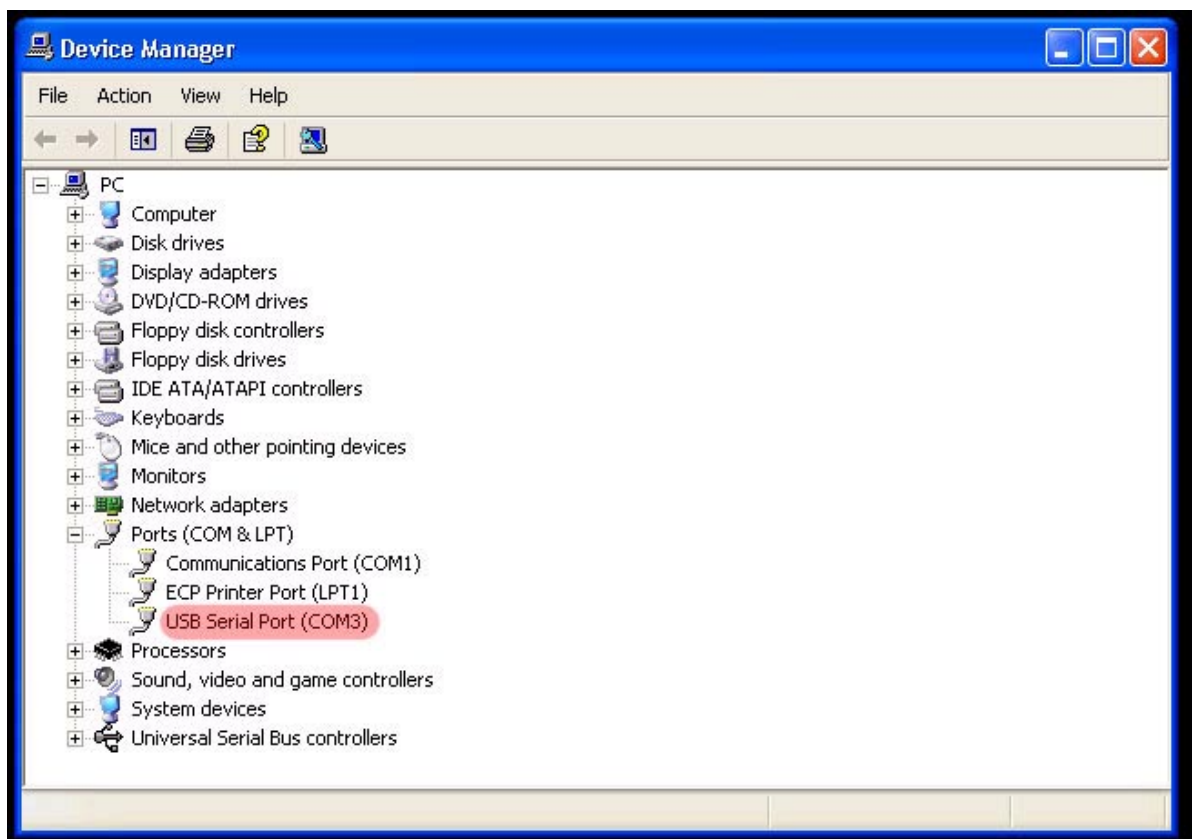 Device Manager
File Action View Help
PC
Computer
Disk drives
Display adapters
DVD/CD-ROM drives
Floppy disk controllers
Floppy disk drives
IDE ATA/ATAPI controllers
Keyboards
Mice and other pointing devices
Monitors
Network adapters
Ports (COM & LPT)
Communications Port (COM1)
ECP Printer Port (LPT1)
USB Serial Port (COM3)
Processors
Sound, video and game controllers
System devices
Universal Serial Bus controllers